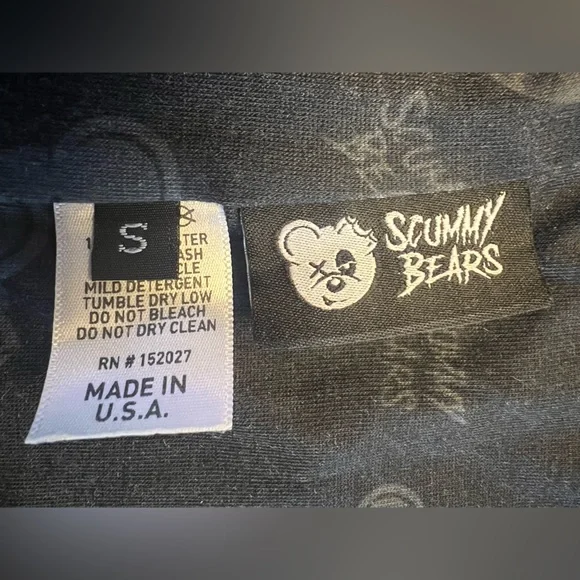 S
MILD DETERGENT
TUMBLE DRY LOW
DO NOT BLEACH
DO NOT DRY CLEAN
RN # 152027
MADE IN
U.S.A.
SCUMMY
BEARS